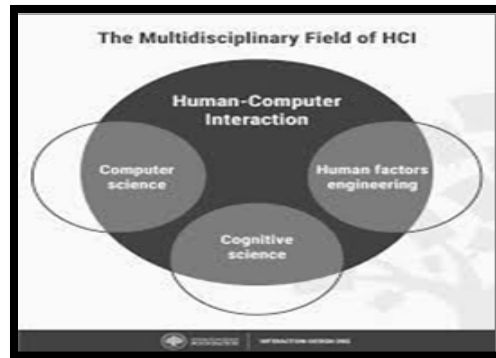 The Multidisciplinary Field of HCI
Human-Computer
Interaction
Computer
science
Human factors
engineering
Cognitive
science
INTERACTION-DESIGN.ORG